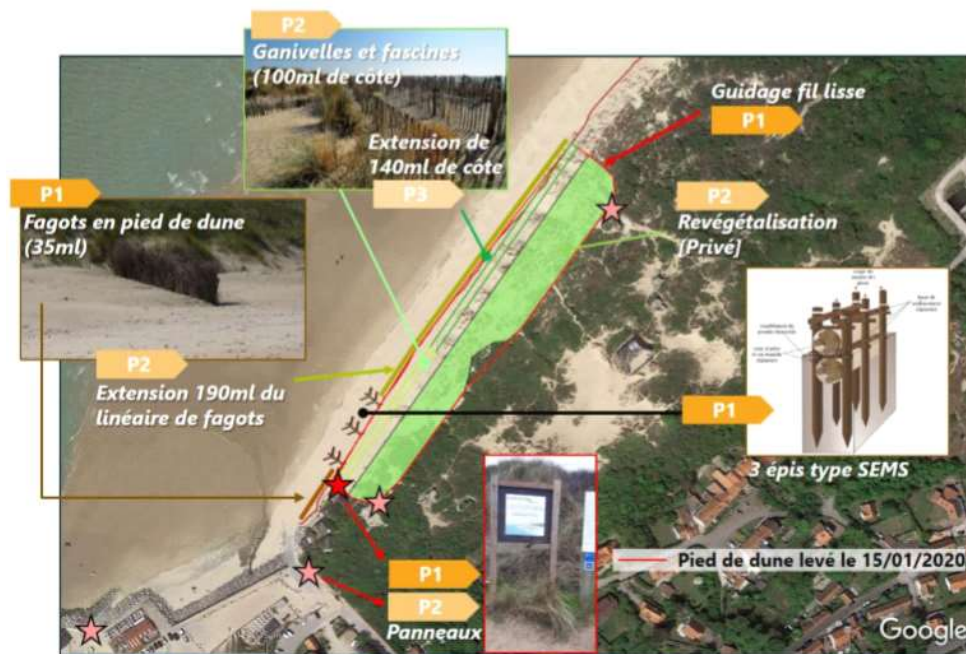 P2
Ganivelles et fascines
(100ml de côte)
Extension de
140ml de côte
P3
Guidage fil lisse
P1
P1
Fagots en pied de dune
(35ml)
P2
Revégétalisation
[Privé]
P2
Extension 190ml du
linéaire de fagots
P1
3 épis type SEMS
P1
P2
Panneaux
Pied de dune levé le 15/01/2020
Google